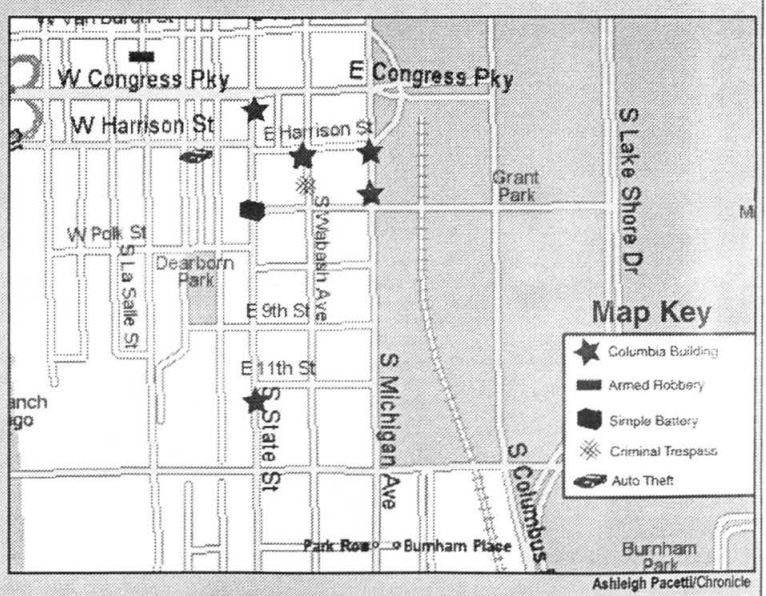 W Van Buren St
W Congress Pky
E Congress Pky
W Harrison St
E Harrison St
S Lake Shore Dr
Grant
Park
W Polk St
S La Salle St
S Wabash Ave
Dearborn
Park
E 9th St
E 11th St
S State St
S Michigan Ave
S Columbus
Map Key
Columbia Building
Armed Robbery
Simple Battery
Criminal Trespass
Auto Theft
anch
ago
Park Row
Burnham Place
Burnham
Park
Ashleigh Pacetti/Chronicle